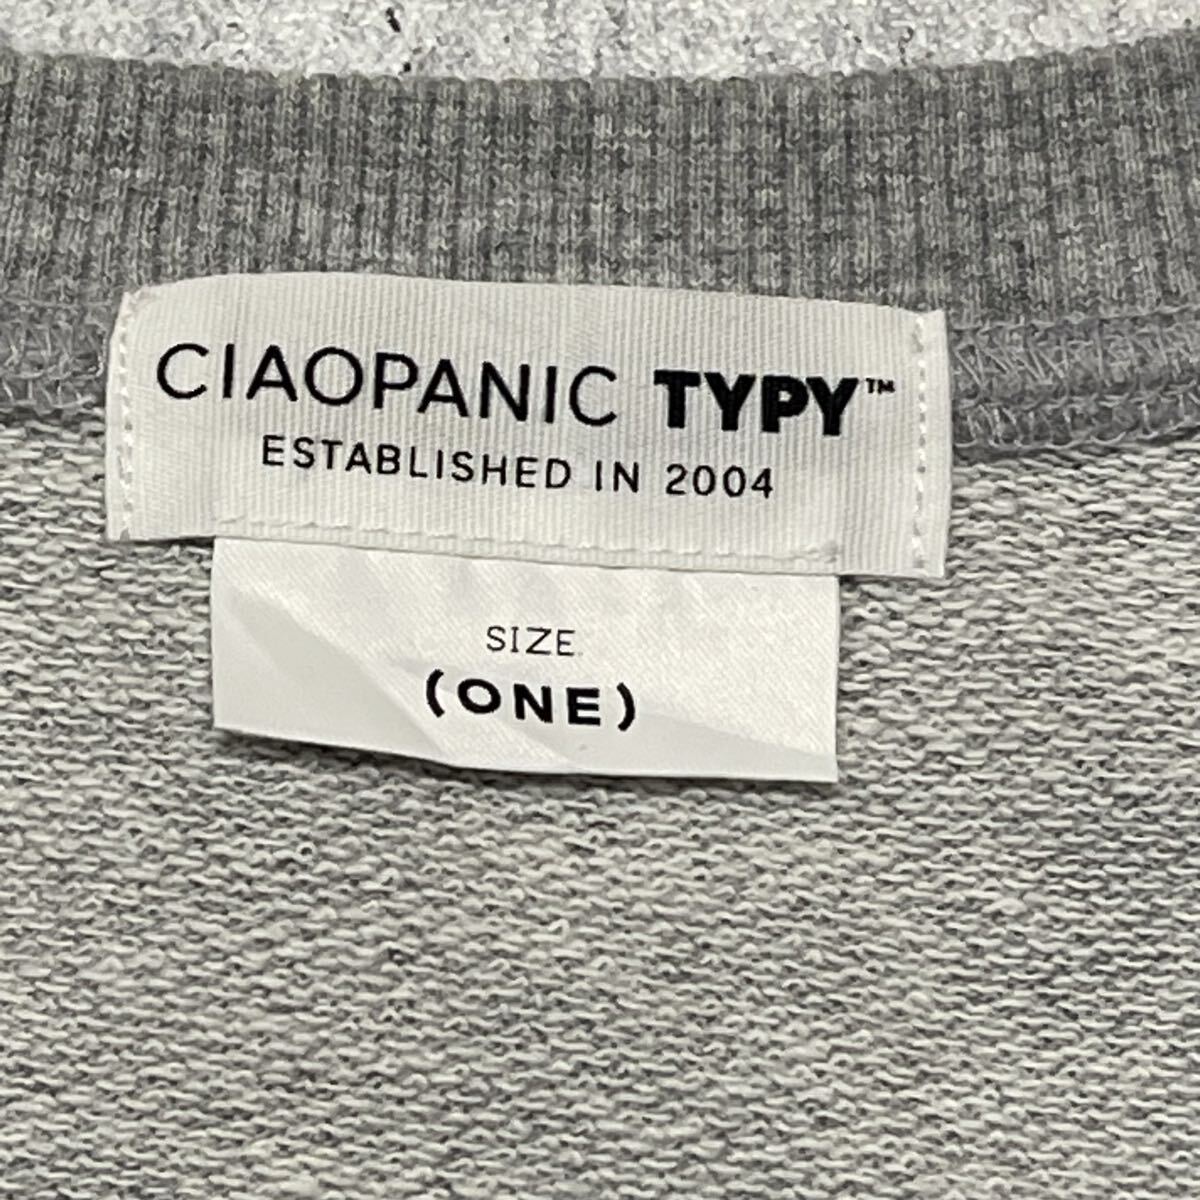 CIAOPANIC TYPY™
ESTABLISHED IN 2004
SIZE
(ONE)